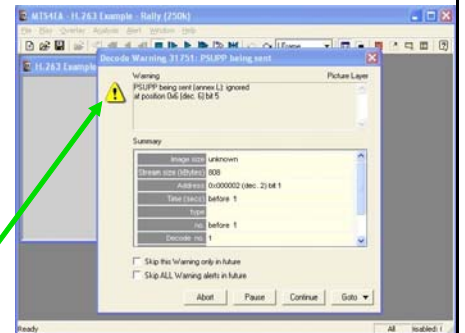 MTS4EA - H.263 Example - Rally (250k)
File Play Overlay Analysis Alert Window Help
H.263 Example
Decode Warning 31751: PSUPP being sent
Warning
Picture Layer
PSUPP being sent (annex L) ignored
at position 0x6 (dec. 6) bit 5
Summary
Image size unknown
Stream size (kBytes) 808
Address 0x000002 (dec. 2) bit 1
Time (secs) before 1
type
no. before 1
Decode no. 1
Skip this Warning only in future
Skip ALL Warning alerts in future
Abort Pause Continue Goto
Ready
All